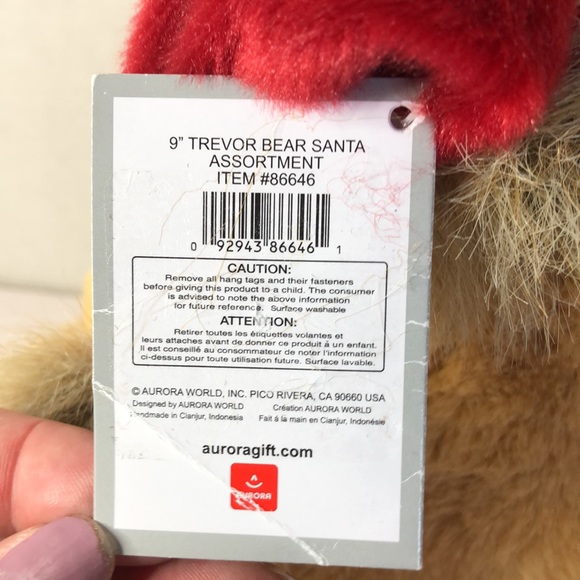 9" TREVOR BEAR SANTA
ASSORTMENT
ITEM #86646
0 92943 86646 1
CAUTION:
Remove all hang tags and their fasteners
before giving this product to a child. The consumer
is advised to note the above information
for future reference. Surface washable
ATTENTION:
Retirer toutes les étiquettes volantes et
leurs attaches avant de donner ce produit à un enfant.
Il est conseillé au consommateur de noter l'information
ci-dessus pour toute utilisation future. Surface lavable.
© AURORA WORLD, INC. PICO RIVERA, CA 90660 USA
Designed by AURORA WORLD Création AURORA WORLD
Handmade in Cianjur, Indonesia Fait à la main en Cianjur, Indonésie
auroragift.com
AURORA